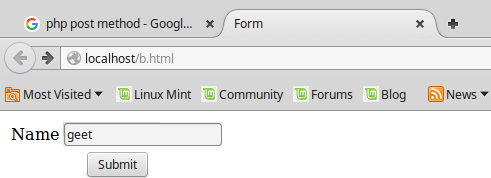 php post method - Googl... × Form ×
localhost/b.html
Most Visited Linux Mint Community Forums Blog News
Name geet
Submit